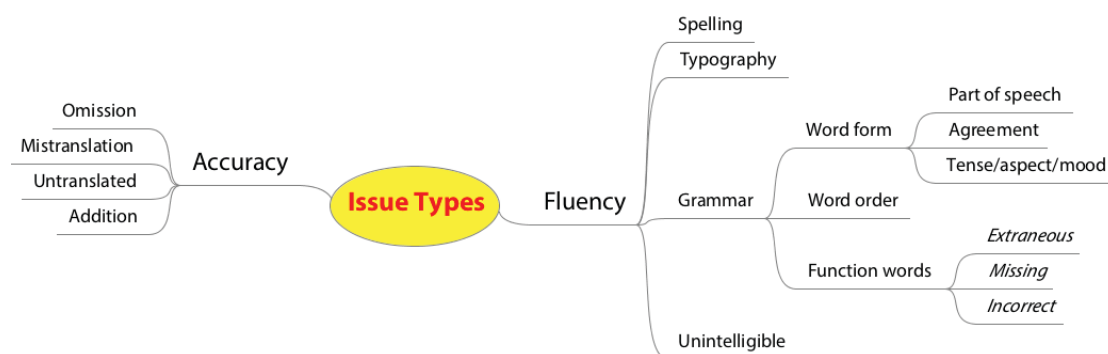 Issue Types
Accuracy
Omission
Mistranslation
Untranslated
Addition
Fluency
Spelling
Typography
Grammar
Word form
Part of speech
Agreement
Tense/aspect/mood
Word order
Function words
Extraneous
Missing
Incorrect
Unintelligible